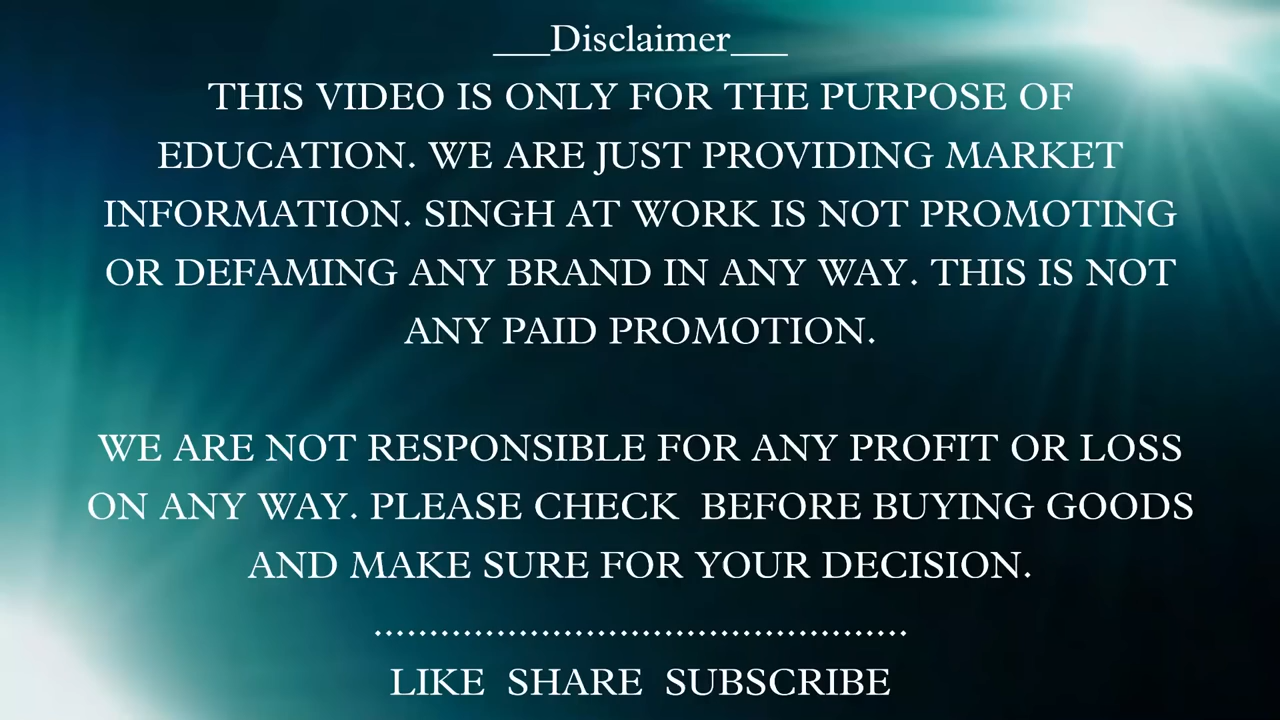 ___Disclaimer___
THIS VIDEO IS ONLY FOR THE PURPOSE OF
EDUCATION. WE ARE JUST PROVIDING MARKET
INFORMATION. SINGH AT WORK IS NOT PROMOTING
OR DEFAMING ANY BRAND IN ANY WAY. THIS IS NOT
ANY PAID PROMOTION.
WE ARE NOT RESPONSIBLE FOR ANY PROFIT OR LOSS
ON ANY WAY. PLEASE CHECK  BEFORE BUYING GOODS
AND MAKE SURE FOR YOUR DECISION.
................................................
LIKE  SHARE  SUBSCRIBE